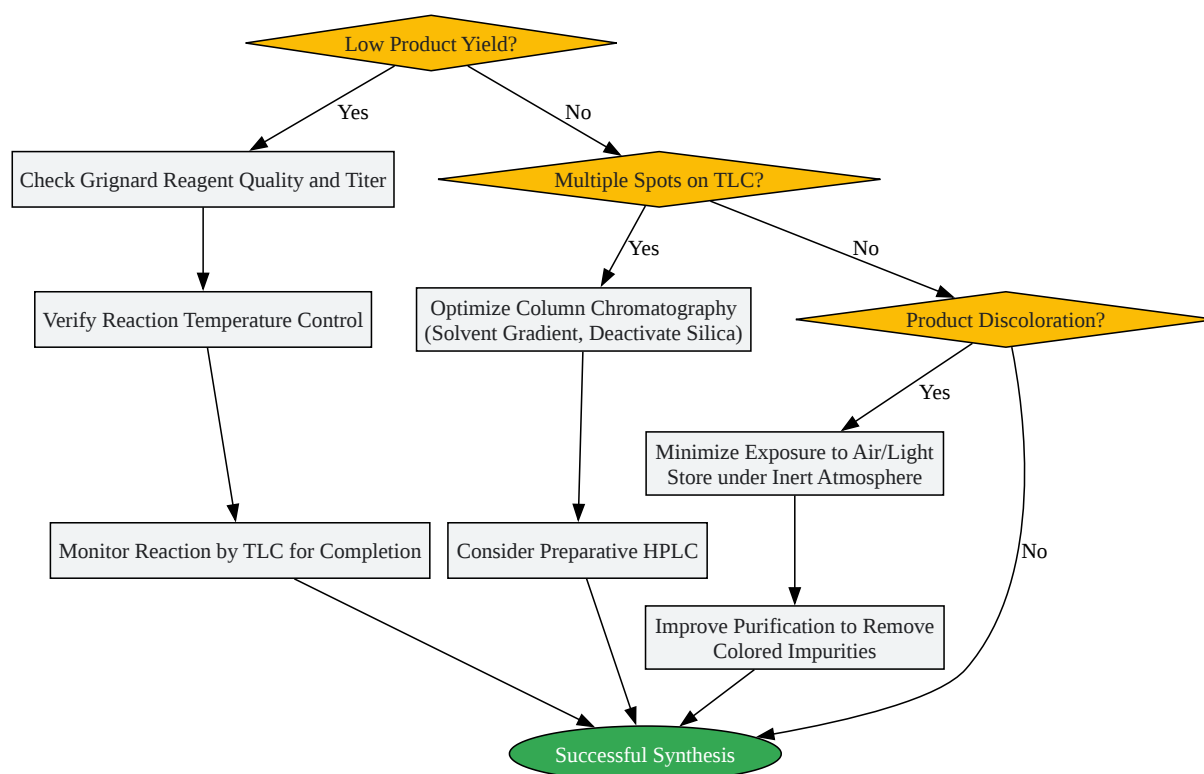 Low Product Yield?
Yes
No
Check Grignard Reagent Quality and Titer
Multiple Spots on TLC?
Yes
No
Verify Reaction Temperature Control
Optimize Column Chromatography
(Solvent Gradient, Deactivate Silica)
Product Discoloration?
Yes
Minimize Exposure to Air/Light
Store under Inert Atmosphere
Monitor Reaction by TLC for Completion
Consider Preparative HPLC
No
Improve Purification to Remove
Colored Impurities
Successful Synthesis